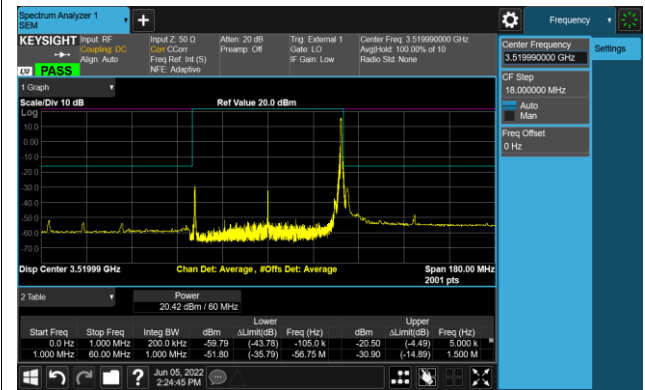 Spectrum Analyzer 1
SEM
+
Frequency
KEYSIGHT
Input: RF
Coupling: DC
Align: Auto
Input Z: 50 Ω
Corr CCorr
Freq Ref: Int (S)
NFE: Adaptive
Atten: 20 dB
Preamp: Off
Trig: External 1
Gate: LO
IF Gain: Low
Center Freq: 3.519990000 GHz
Avg|Hold: 100.00% of 10
Radio Std: None
LXI PASS
Center Frequency
3.519990000 GHz
Settings
CF Step
18.000000 MHz
Auto
Man
Freq Offset
0 Hz
1 Graph
Scale/Div 10 dB
Ref Value 20.0 dBm
Log
10.0
0.00
-10.0
-20.0
-30.0
-40.0
-50.0
-60.0
-70.0
Disp Center 3.51999 GHz
Chan Det: Average, #Offs Det: Average
Span 180.00 MHz
2001 pts
2 Table
Power
20.42 dBm / 60 MHz
Lower Upper
Start Freq Stop Freq Integ BW dBm ΔLimit(dB) Freq (Hz) dBm ΔLimit(dB) Freq (Hz)
0.0 Hz 1.000 MHz 200.0 kHz -59.79 (-43.78) -105.0 k -20.50 (-4.49) 5.000 k
1.000 MHz 60.00 MHz 1.000 MHz -51.80 (-35.79) -56.75 M -30.90 (-14.89) 1.500 M
?
Jun 05, 2022
2:24:45 PM